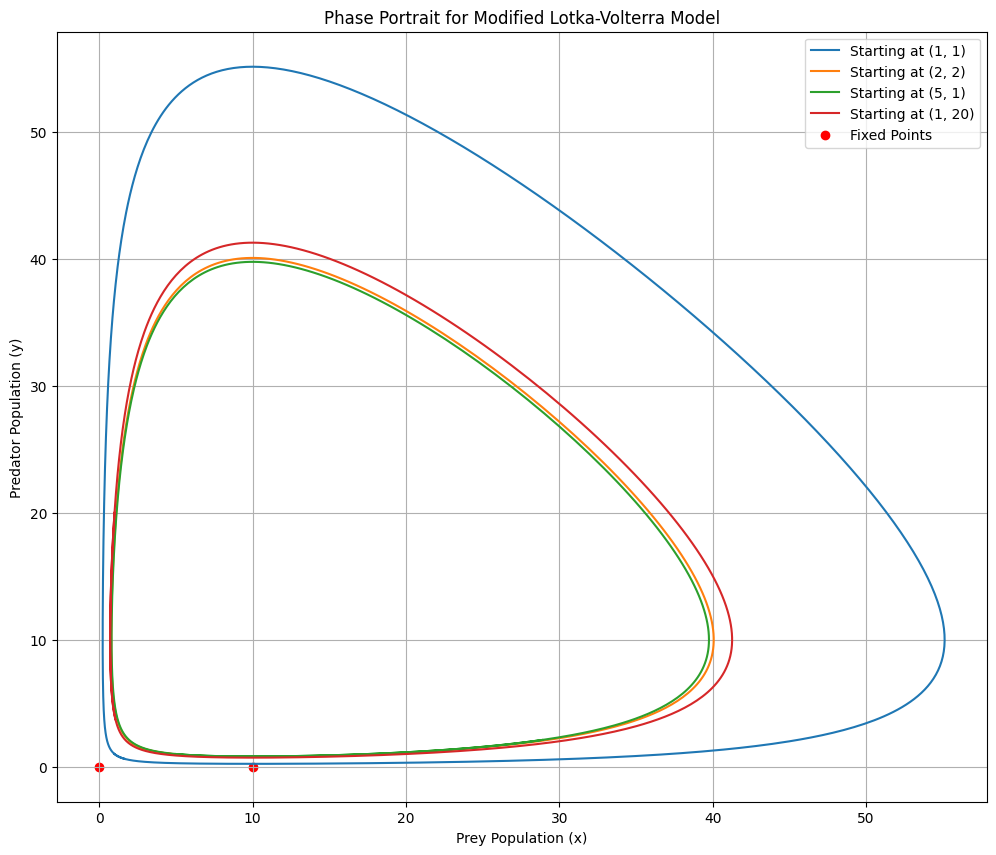 Phase Portrait for Modified Lotka-Volterra Model
Starting at (1, 1)
Starting at (2, 2)
Starting at (5, 1)
Starting at (1, 20)
Fixed Points
Predator Population (y)
50
40
30
20
10
0
0 10 20 30 40 50
Prey Population (x)